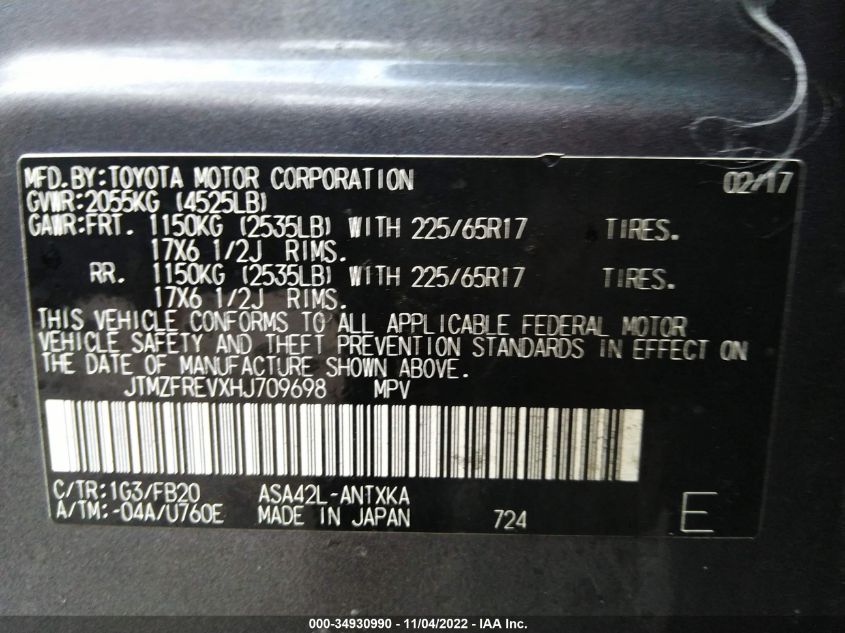 MFD.BY:TOYOTA MOTOR CORPORATION 02/17
GVWR:2055KG (4525LB)
GAWR:FRT. 1150KG (2535LB) WITH 225/65R17 TIRES.
17X6 1/2J RIMS.
RR. 1150KG (2535LB) WITH 225/65R17 TIRES.
17X6 1/2J RIMS.
THIS VEHICLE CONFORMS TO ALL APPLICABLE FEDERAL MOTOR
VEHICLE SAFETY AND THEFT PREVENTION STANDARDS IN EFFECT ON
THE DATE OF MANUFACTURE SHOWN ABOVE.
JTMZFREVXHJ709698 MPV
C/TR:1G3/FB20 ASA42L-ANTXKA
A/TM:-04A/U760E MADE IN JAPAN 724 E
000-34930990 - 11/04/2022 - IAA Inc.